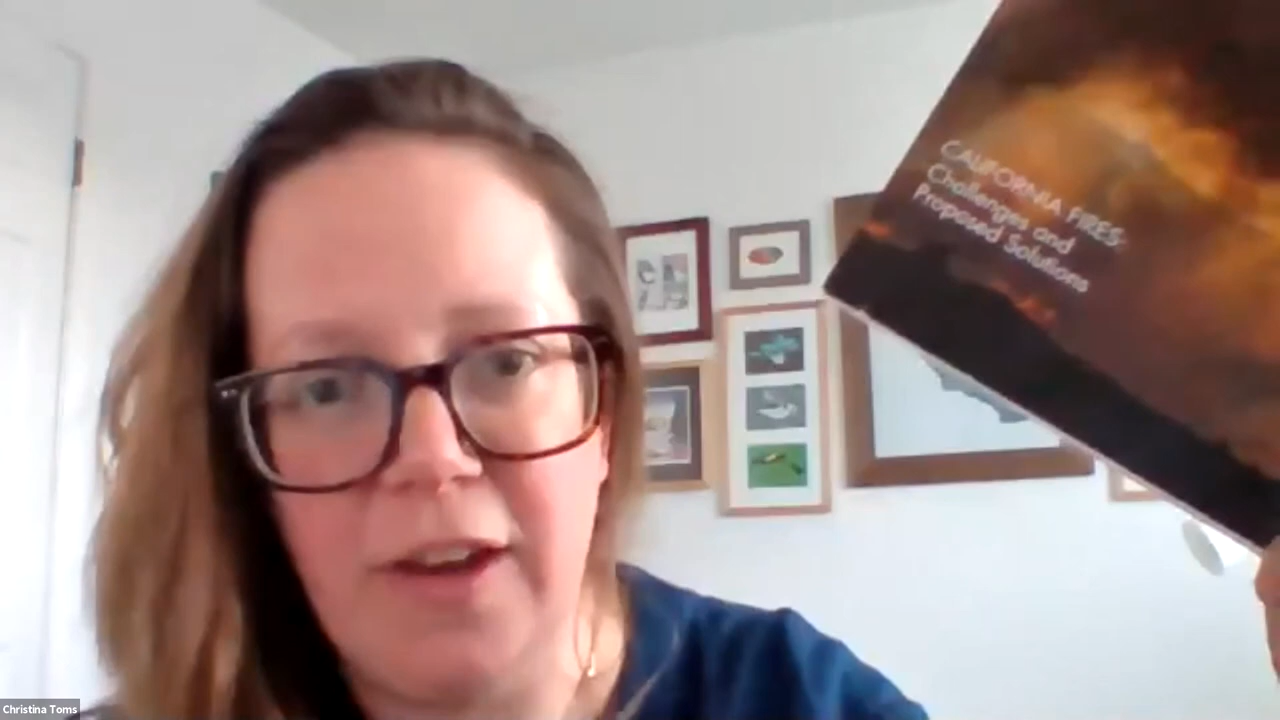 CALIFORNIA FIRES-
Challenges and
Proposed Solutions
Christina Toms